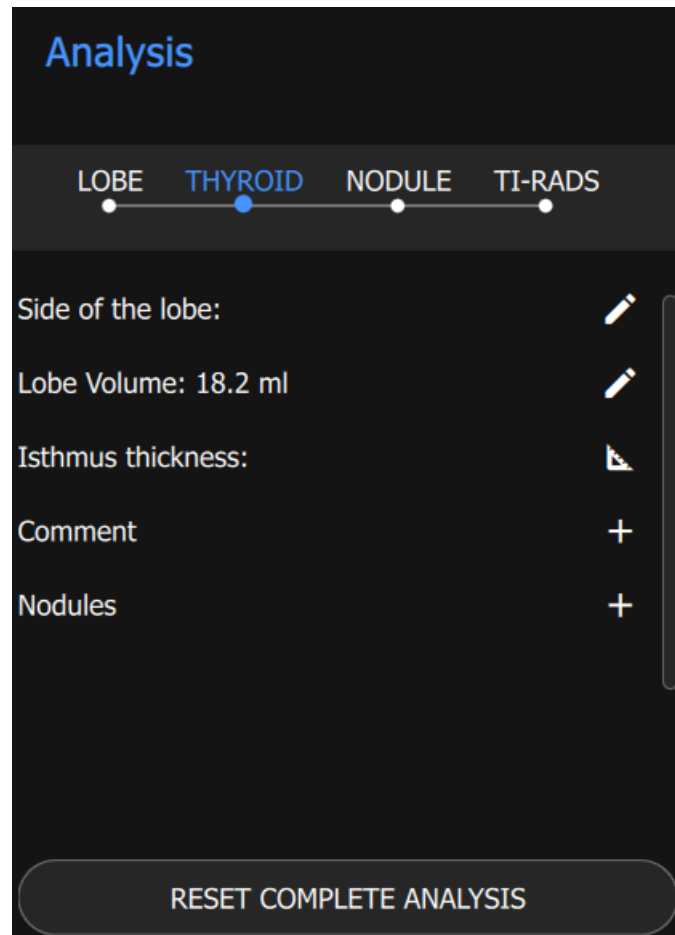 Analysis
LOBE THYROID NODULE TI-RADS
Side of the lobe:
Lobe Volume: 18.2 ml
Isthmus thickness:
Comment
Nodules
RESET COMPLETE ANALYSIS